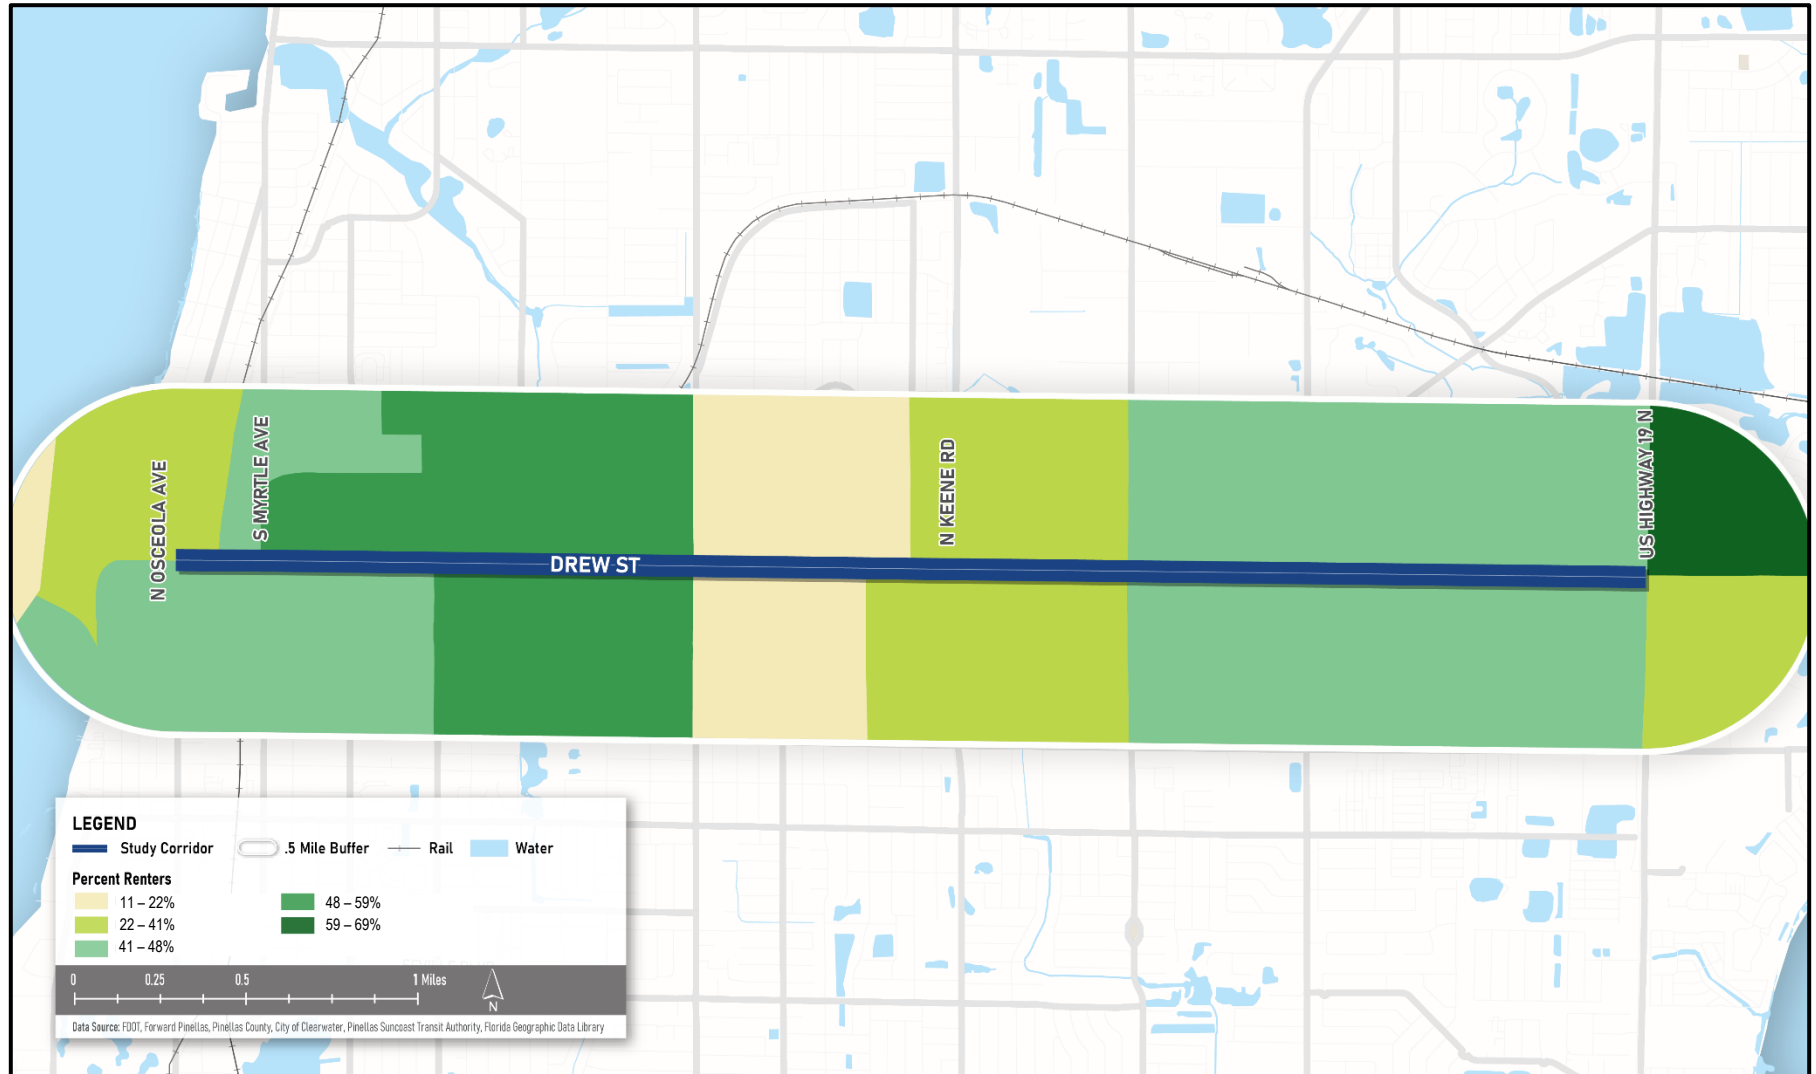 N OSCEOLA AVE
S MYRTLE AVE
DREW ST
N KEENE RD
US HIGHWAY 19 N
LEGEND
Study Corridor .5 Mile Buffer Rail Water
Percent Renters
11 – 22% 48 – 59%
22 – 41% 59 – 69%
41 – 48%
0 0.25 0.5 1 Miles
N
Data Source: FDOT, Forward Pinellas, Pinellas County, City of Clearwater, Pinellas Suncoast Transit Authority, Florida Geographic Data Library